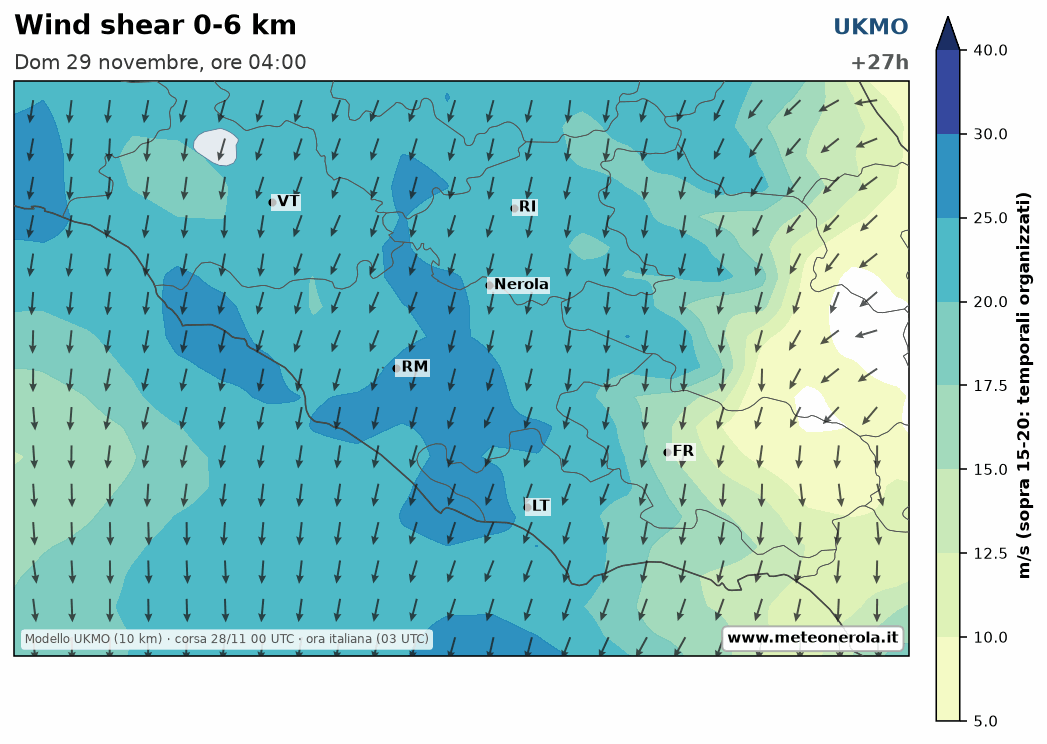 Wind shear 0-6 km
UKMO
Dom 29 novembre, ore 04:00
+27h
VT
RI
Nerola
RM
FR
LT
Modello UKMO (10 km) · corsa 28/11 00 UTC · ora italiana (03 UTC)
www.meteonerola.it
40.0
30.0
25.0
20.0
17.5
15.0
12.5
10.0
5.0
m/s (sopra 15-20: temporali organizzati)